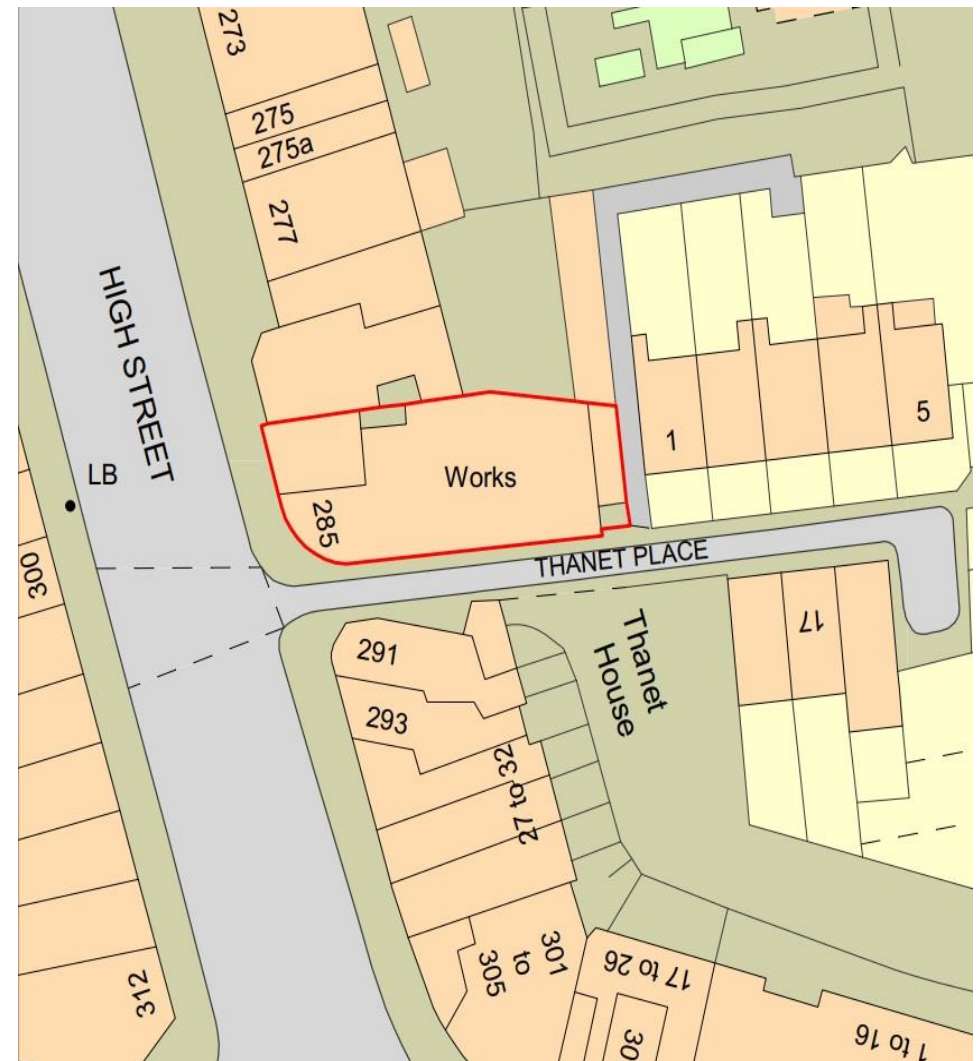 273
275
275a
277
HIGH STREET
LB
Works
285
1
5
THANET PLACE
300
291
293
Thanet
House
17
27 to 32
301
to
305
17 to 26
312
1 to 16